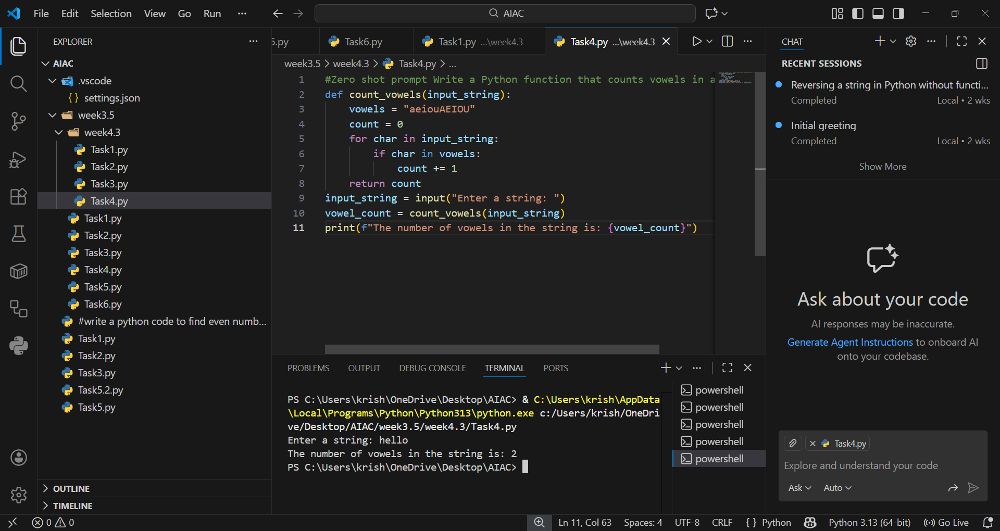 File Edit Selection View Go Run ...
AIAC
EXPLORER
AIAC
.vscode
{} settings.json
week3.5
week4.3
Task1.py
Task2.py
Task3.py
Task4.py
Task1.py
Task2.py
Task3.py
Task4.py
Task5.py
Task6.py
#write a python code to find even numb...
Task1.py
Task2.py
Task3.py
Task5.2.py
Task5.py
OUTLINE
TIMELINE
5.py Task6.py Task1.py ...\week4.3 Task4.py ...\week4.3
week3.5 > week4.3 > Task4.py > ...
1 #Zero shot prompt Write a Python function that counts vowels in a
2 def count_vowels(input_string):
3 vowels = "aeiouAEIOU"
4 count = 0
5 for char in input_string:
6 if char in vowels:
7 count += 1
8 return count
9 input_string = input("Enter a string: ")
10 vowel_count = count_vowels(input_string)
11 print(f"The number of vowels in the string is: {vowel_count}")
PROBLEMS OUTPUT DEBUG CONSOLE TERMINAL PORTS
PS C:\Users\krish\OneDrive\Desktop\AIAC> & C:\Users\krish\AppData
\Local\Programs\Python\Python313\python.exe c:/Users/krish/OneDri
ve/Desktop/AIAC/week3.5/week4.3/Task4.py
Enter a string: hello
The number of vowels in the string is: 2
PS C:\Users\krish\OneDrive\Desktop\AIAC>
powershell
powershell
powershell
powershell
powershell
CHAT
RECENT SESSIONS
Reversing a string in Python without functi...
Completed Local • 2 wks
Initial greeting
Completed Local • 2 wks
Show More
Ask about your code
AI responses may be inaccurate.
Generate Agent Instructions to onboard AI
onto your codebase.
Task4.py
Explore and understand your code
Ask Auto
0 0
Ln 11, Col 63 Spaces: 4 UTF-8 CRLF {} Python Python 3.13 (64-bit) Go Live